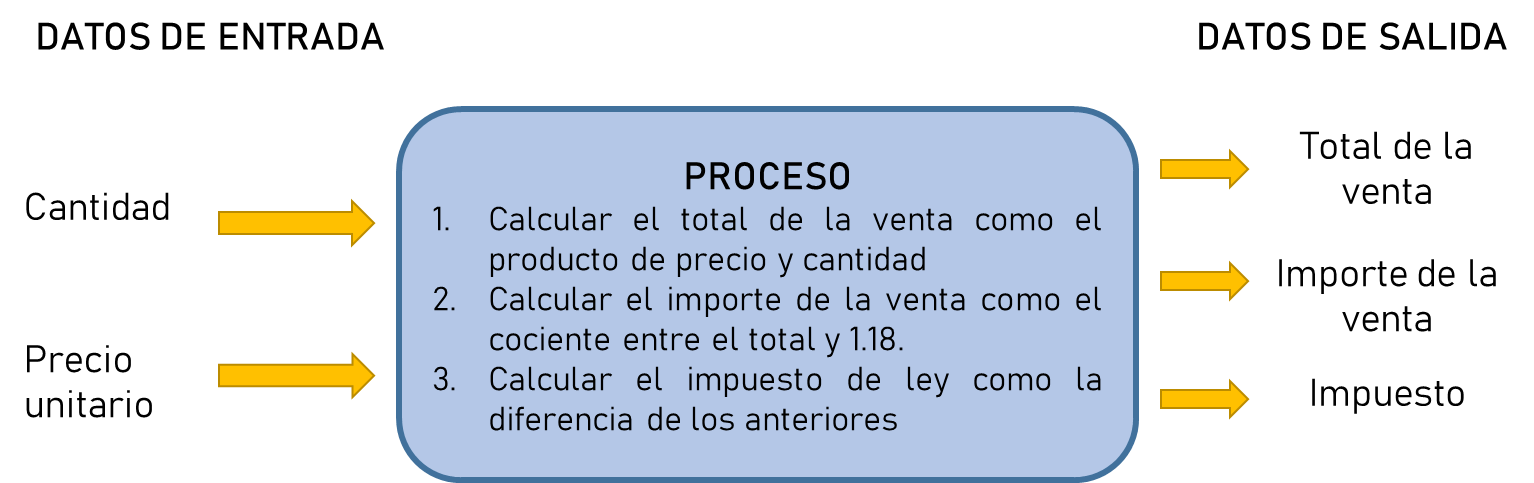 DATOS DE ENTRADA
DATOS DE SALIDA
Cantidad
Precio
unitario
PROCESO
1. Calcular el total de la venta como el
producto de precio y cantidad
2. Calcular el importe de la venta como el
cociente entre el total y 1.18.
3. Calcular el impuesto de ley como la
diferencia de los anteriores
Total de la
venta
Importe de la
venta
Impuesto